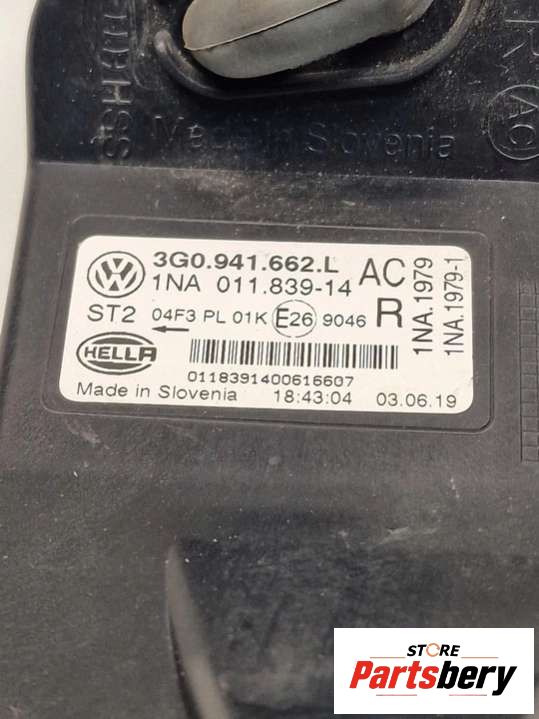 Made in Slovenia
AC
3G0.941.662.L AC
1NA 011.839-14 R
ST2 04F3 PL 01K E26 9046
HELLA
0118391400616607
Made in Slovenia 18:43:04 03.06.19
1NA.1979
1NA.1979-1
STORE
Partsbery